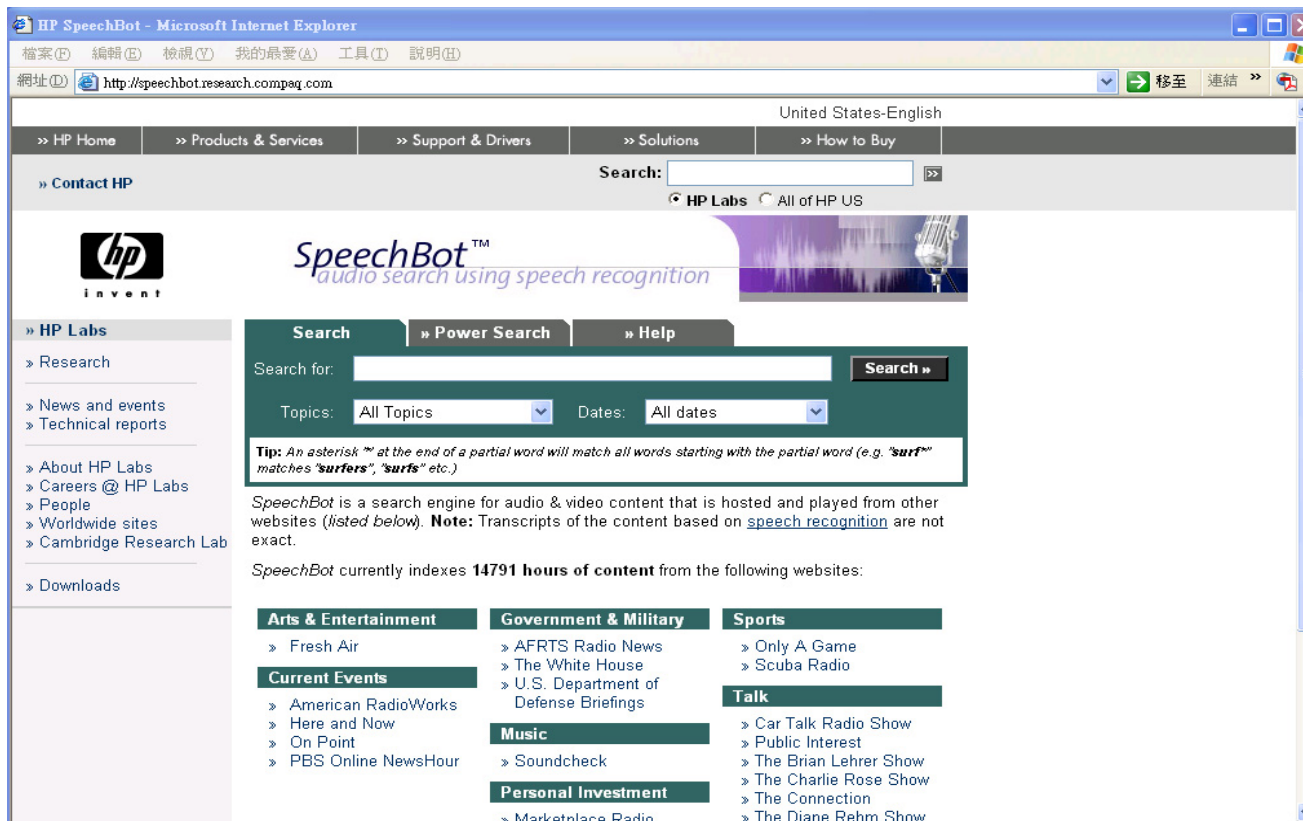 HP SpeechBot - Microsoft Internet Explorer
檔案(F) 編輯(E) 檢視(V) 我的最愛(A) 工具(T) 說明(H)
網址(D) http://speechbot.research.compaq.com 移至 連結 »
United States-English
» HP Home » Products & Services » Support & Drivers » Solutions » How to Buy
» Contact HP
Search: »
HP Labs All of HP US
hp
invent
SpeechBot™
audio search using speech recognition
» HP Labs
» Research
» News and events
» Technical reports
» About HP Labs
» Careers @ HP Labs
» People
» Worldwide sites
» Cambridge Research Lab
» Downloads
Search » Power Search » Help
Search for: Search »
Topics: All Topics Dates: All dates
Tip: An asterisk "*" at the end of a partial word will match all words starting with the partial word (e.g. "surf*"
matches "surfers", "surfs" etc.)
SpeechBot is a search engine for audio & video content that is hosted and played from other
websites (listed below). Note: Transcripts of the content based on speech recognition are not
exact.
SpeechBot currently indexes 14791 hours of content from the following websites:
Arts & Entertainment
» Fresh Air
Current Events
» American RadioWorks
» Here and Now
» On Point
» PBS Online NewsHour
Government & Military
» AFRTS Radio News
» The White House
» U.S. Department of
Defense Briefings
Music
» Soundcheck
Personal Investment
» Marketplace Radio
Sports
» Only A Game
» Scuba Radio
Talk
» Car Talk Radio Show
» Public Interest
» The Brian Lehrer Show
» The Charlie Rose Show
» The Connection
» The Diane Rehm Show